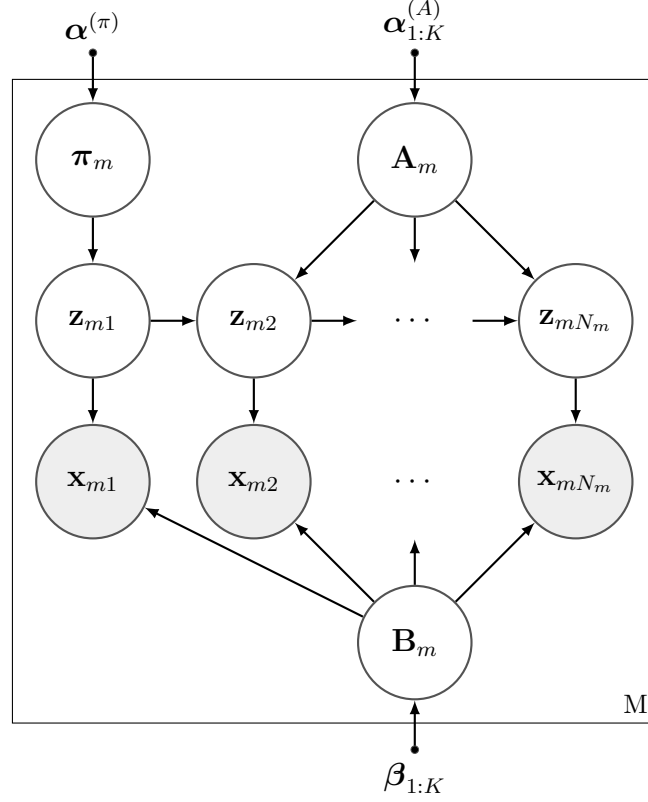 α^(π) α^(A)_{1:K}
π_m A_m
z_{m1} z_{m2} ... z_{mN_m}
x_{m1} x_{m2} ... x_{mN_m}
B_m
M
β_{1:K}